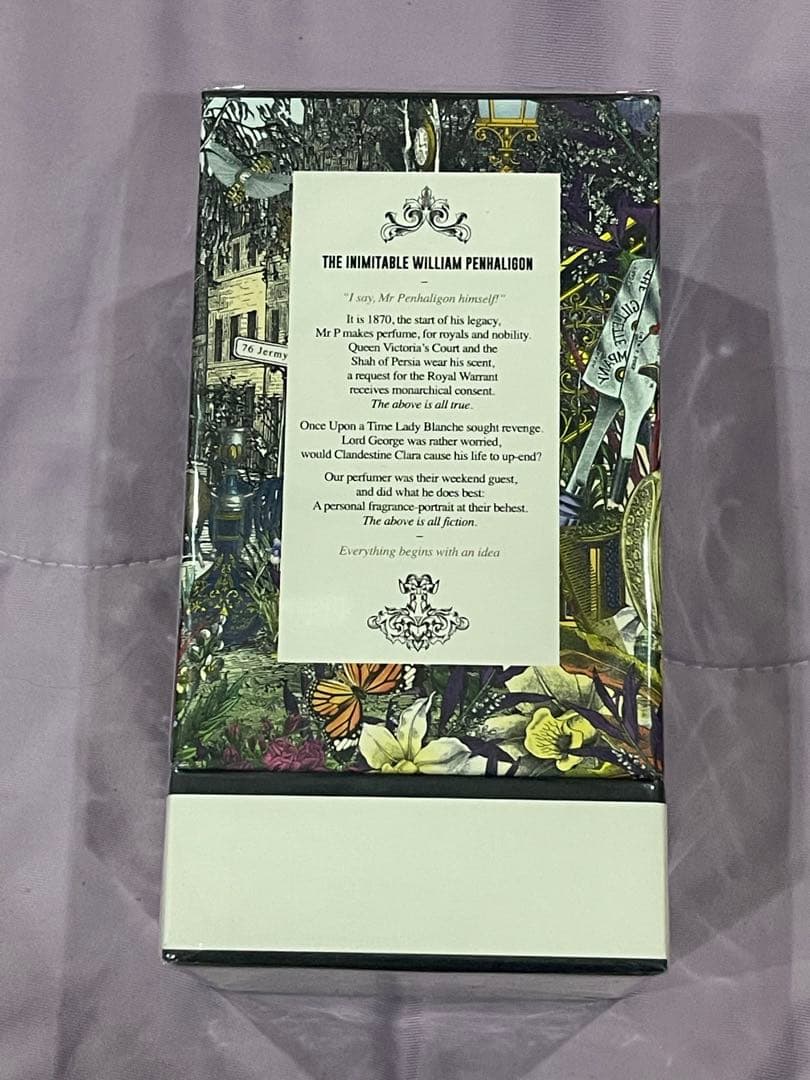 THE INIMITABLE WILLIAM PENHALIGON
"I say, Mr Penhaligon himself!"
It is 1870, the start of his legacy,
Mr P makes perfume, for royals and nobility.
Queen Victoria's Court and the
Shah of Persia wear his scent,
a request for the Royal Warrant
receives monarchical consent.
The above is all true.
Once Upon a Time Lady Blanche sought revenge.
Lord George was rather worried,
would Clandestine Clara cause his life to up-end?
Our perfumer was their weekend guest,
and did what he does best:
A personal fragrance-portrait at their behest.
The above is all fiction.
Everything begins with an idea
76 Jermy
THE
GILLETTE